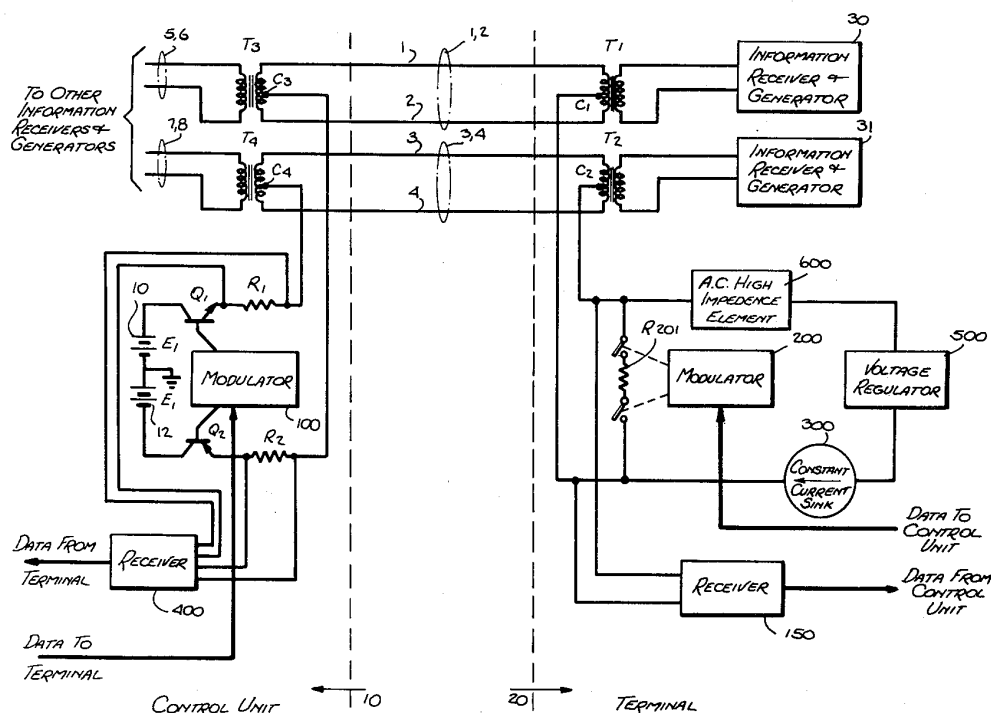 5,6
T3
1
1,2
T1
30
C3
INFORMATION
RECEIVER &
GENERATOR
TO OTHER
INFORMATION
RECEIVERS &
GENERATORS
2
C1
7,8
T4
3
3,4
T2
31
C4
4
C2
INFORMATION
RECEIVER &
GENERATOR
10
Q1
R1
E1
MODULATOR
100
E1
12
Q2
R2
600
A.C. HIGH
IMPEDENCE
ELEMENT
R201
200
MODULATOR
500
VOLTAGE
REGULATOR
300
CONSTANT
CURRENT
SINK
DATA TO
CONTROL
UNIT
DATA FROM
TERMINAL
RECEIVER
400
RECEIVER
150
DATA FROM
CONTROL
UNIT
DATA TO
TERMINAL
CONTROL UNIT
10
20
TERMINAL